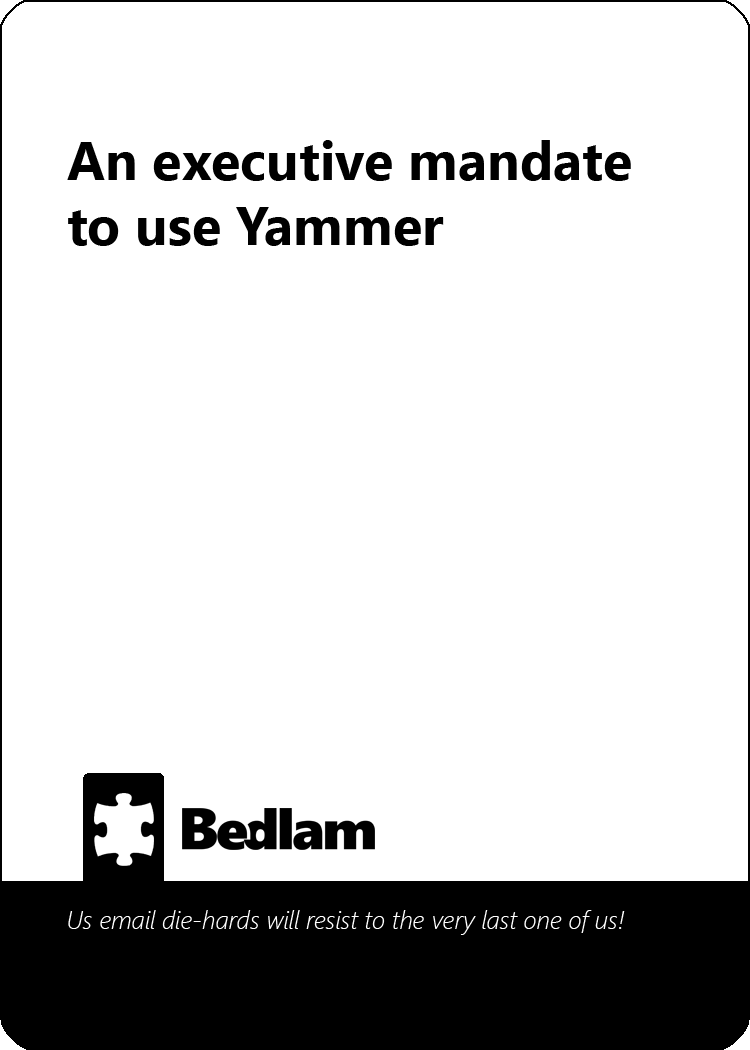 An executive mandate
to use Yammer
Bedlam
Us email die-hards will resist to the very last one of us!